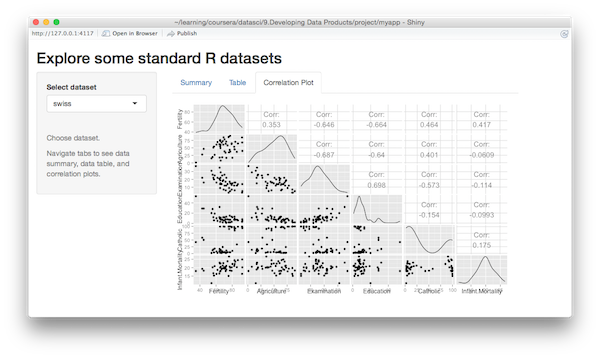 ~/learning/coursera/datasci/9.Developing Data Products/project/myapp - Shiny
http://127.0.0.1:4117 Open in Browser Publish
Explore some standard R datasets
Select dataset
swiss
Choose dataset.
Navigate tabs to see data
summary, data table, and
correlation plots.
Summary Table Correlation Plot
Fertility
Corr:
0.353
Corr:
-0.646
Corr:
-0.664
Corr:
0.464
Corr:
0.417
Agriculture
Corr:
-0.687
Corr:
-0.64
Corr:
0.401
Corr:
-0.0609
Examination
Corr:
0.698
Corr:
-0.573
Corr:
-0.114
Education
Corr:
-0.154
Corr:
-0.0993
Catholic
Corr:
0.175
Infant.Mortality
Fertility Agriculture Examination Education Catholic Infant.Mortality